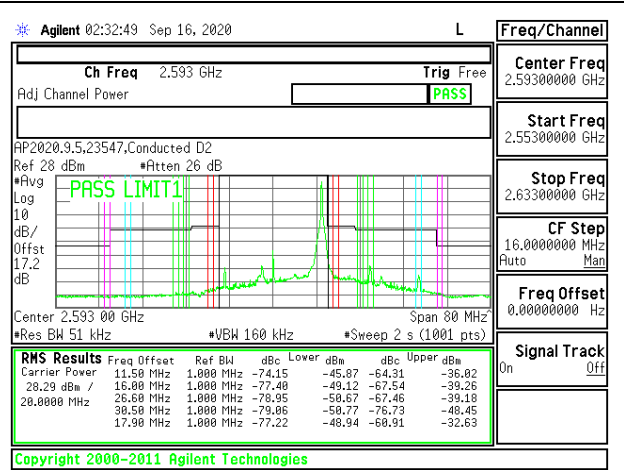 Agilent 02:32:49 Sep 16, 2020 L
Ch Freq 2.593 GHz Trig Free
Adj Channel Power PASS
AP2020.9.5,23547,Conducted D2
Ref 28 dBm #Atten 26 dB
#Avg
Log
10
dB/
Offst
17.2
dB
PASS LIMIT1
Center 2.593 00 GHz Span 80 MHz^
#Res BW 51 kHz #VBW 160 kHz #Sweep 2 s (1001 pts)
RMS Results Freq Offset Ref BW dBc Lower dBm dBc Upper dBm
Carrier Power 11.50 MHz 1.000 MHz -74.15 -45.87 -64.31 -36.02
28.29 dBm / 16.00 MHz 1.000 MHz -77.40 -49.12 -67.54 -39.26
20.0000 MHz 26.60 MHz 1.000 MHz -78.95 -50.67 -67.46 -39.18
30.50 MHz 1.000 MHz -79.06 -50.77 -76.73 -48.45
17.90 MHz 1.000 MHz -77.22 -48.94 -60.91 -32.63
Copyright 2000-2011 Agilent Technologies
Freq/Channel
Center Freq
2.59300000 GHz
Start Freq
2.55300000 GHz
Stop Freq
2.63300000 GHz
CF Step
16.0000000 MHz
Auto Man
Freq Offset
0.00000000 Hz
Signal Track
On Off